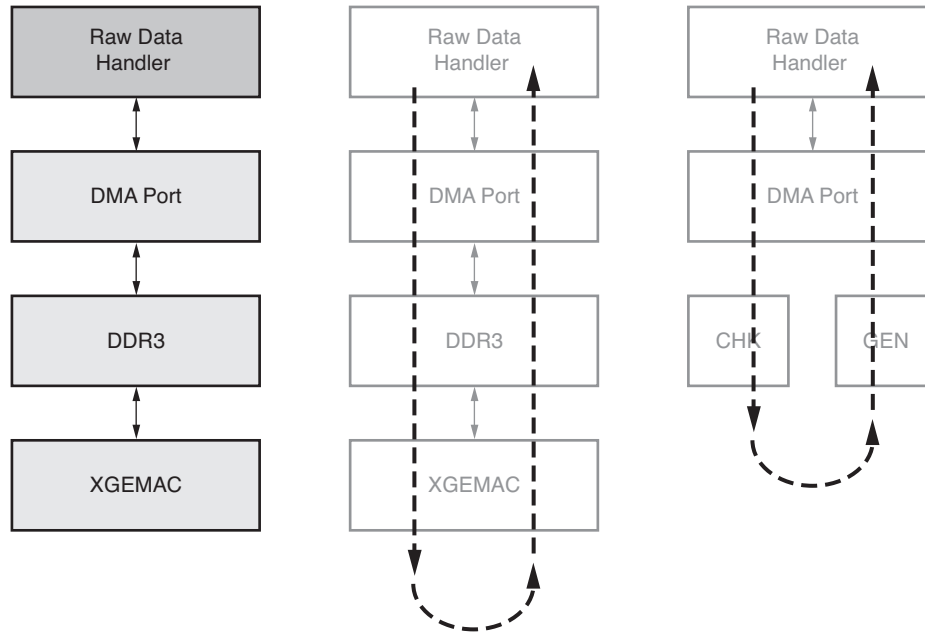 Raw Data
Handler
DMA Port
DDR3
XGEMAC
Raw Data
Handler
DMA Port
DDR3
XGEMAC
Raw Data
Handler
DMA Port
CHK
GEN